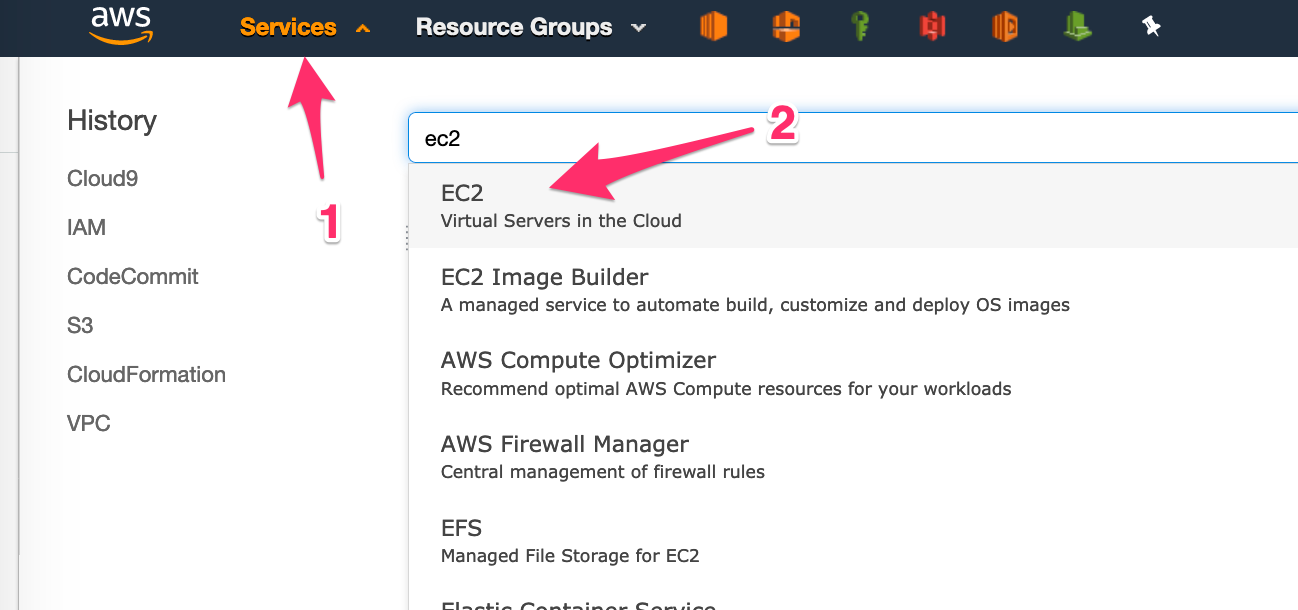 aws
Services
Resource Groups
1
2
History
Cloud9
IAM
CodeCommit
S3
CloudFormation
VPC
ec2
EC2
Virtual Servers in the Cloud
EC2 Image Builder
A managed service to automate build, customize and deploy OS images
AWS Compute Optimizer
Recommend optimal AWS Compute resources for your workloads
AWS Firewall Manager
Central management of firewall rules
EFS
Managed File Storage for EC2
Elastic Container Service